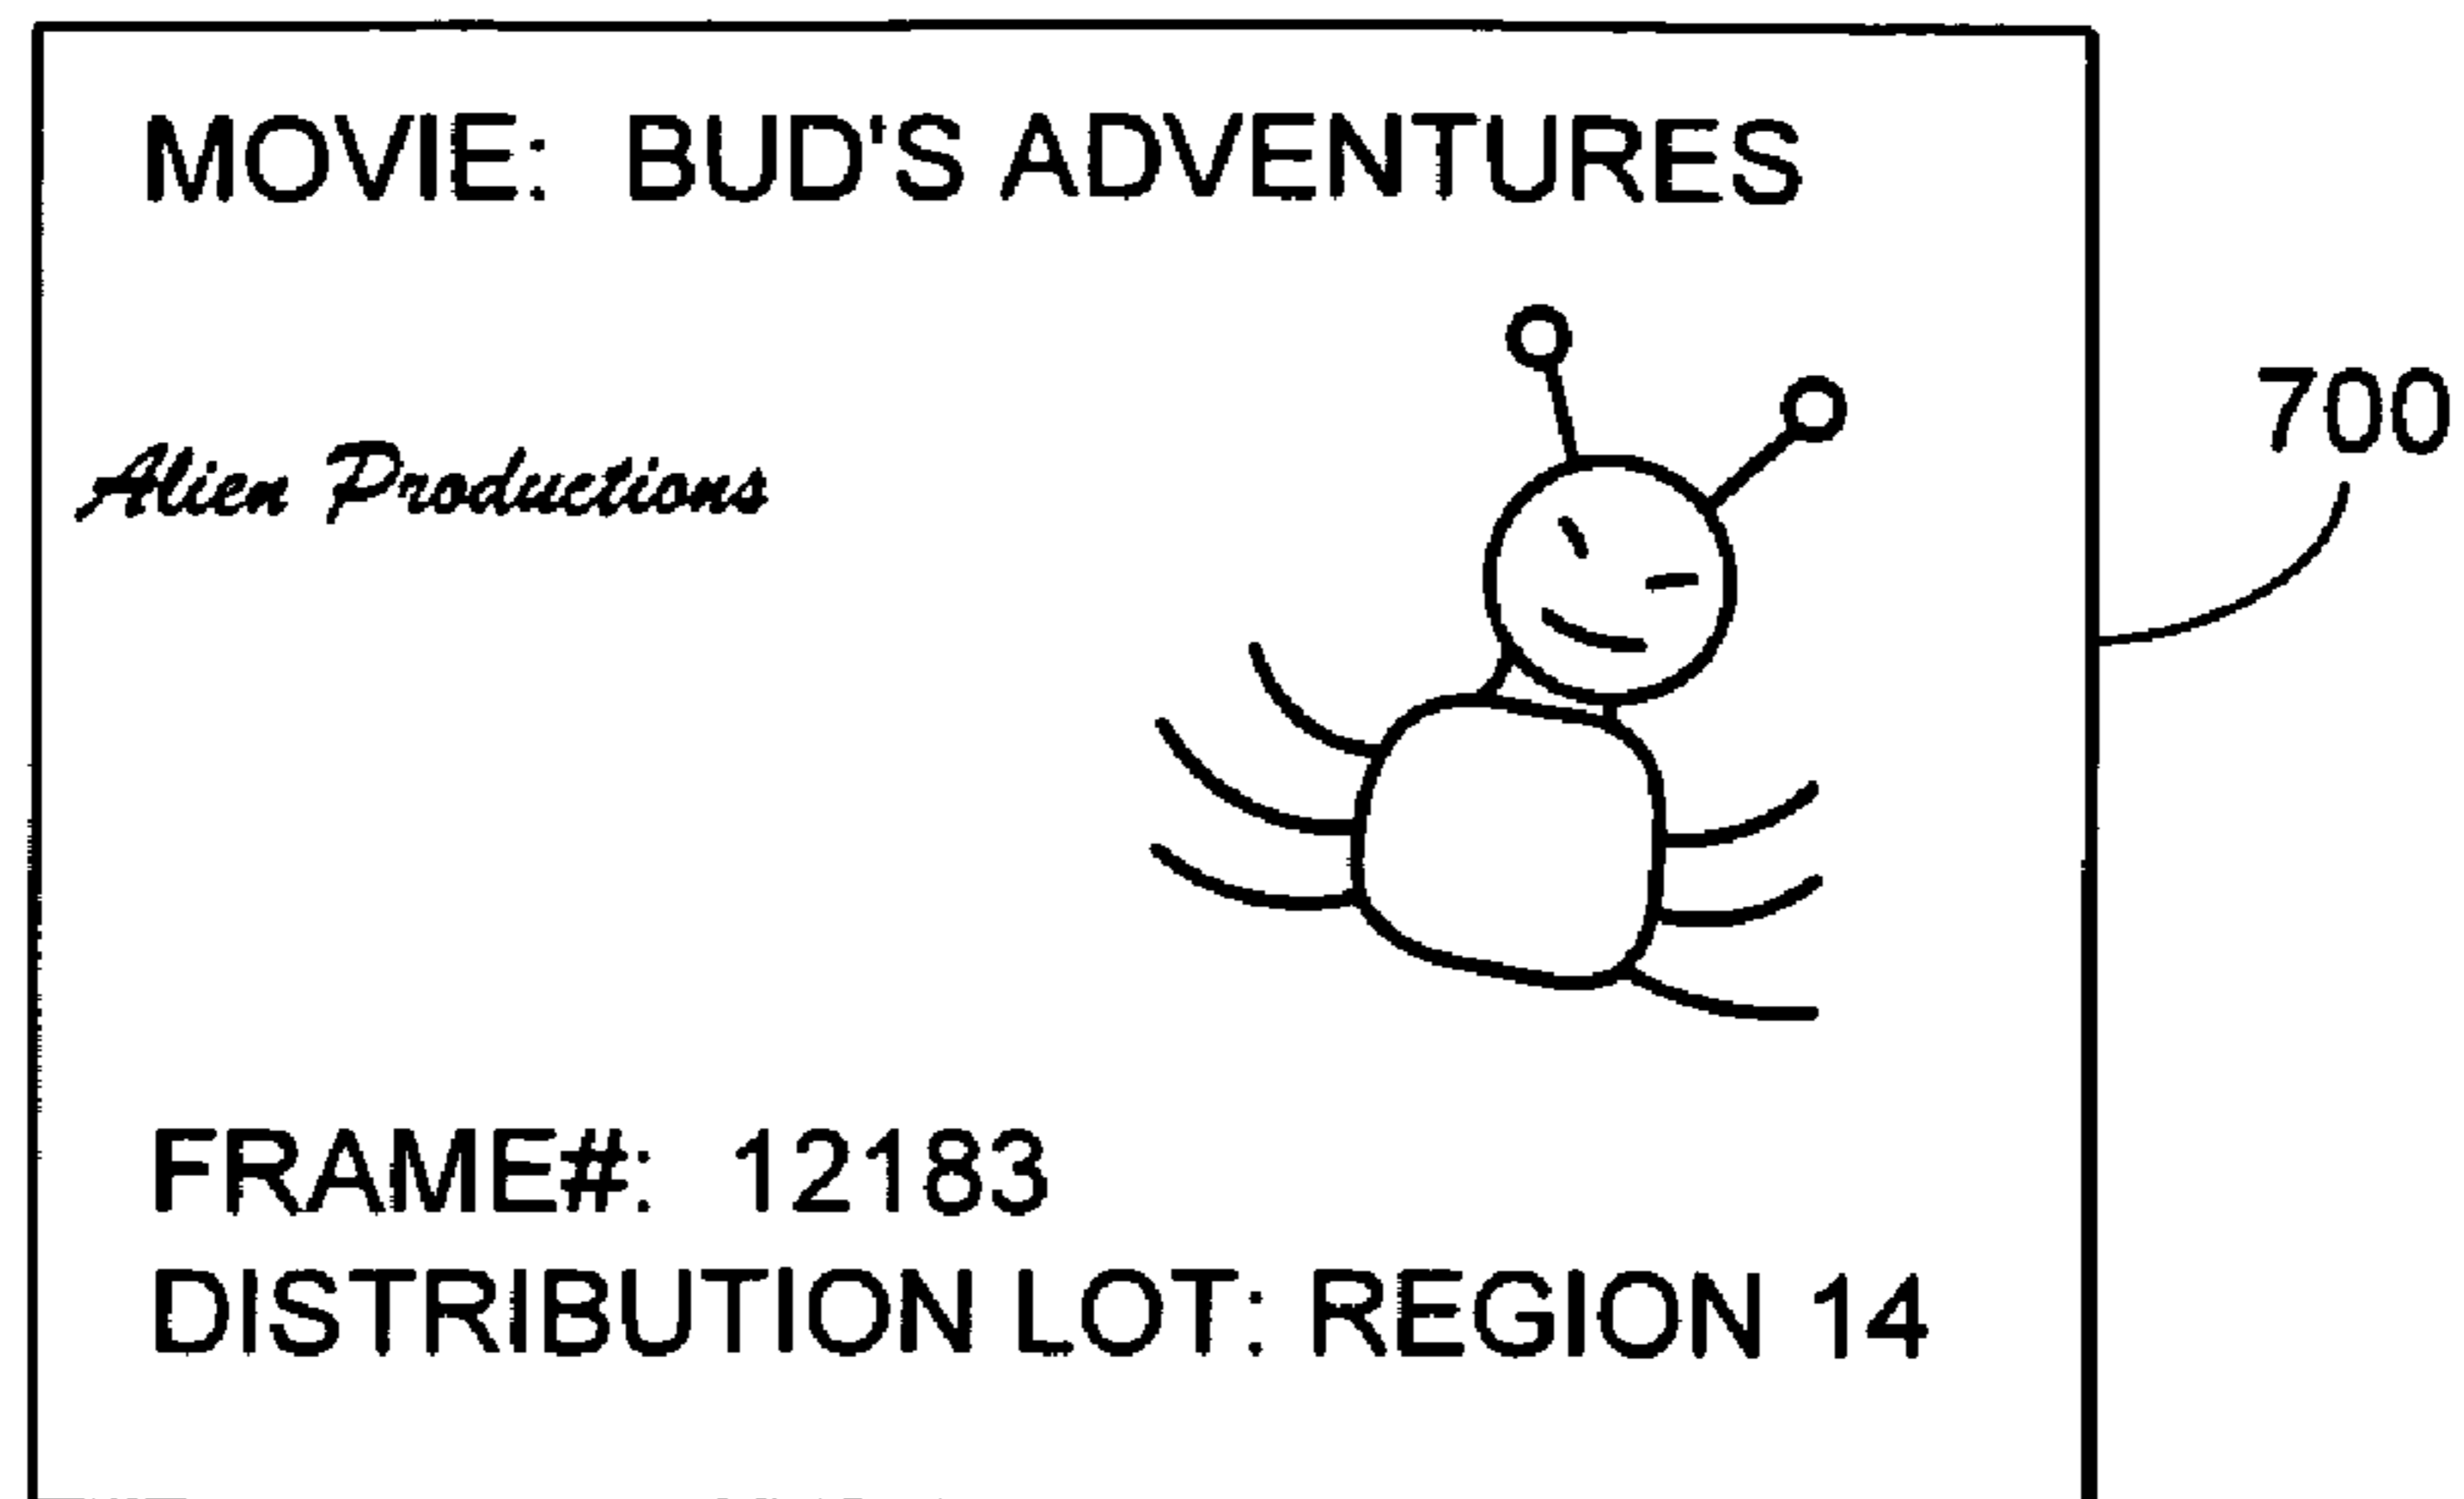 MOVIE: BUD'S ADVENTURES
700
Alien Productions
FRAME#: 12183
DISTRIBUTION LOT: REGION 14